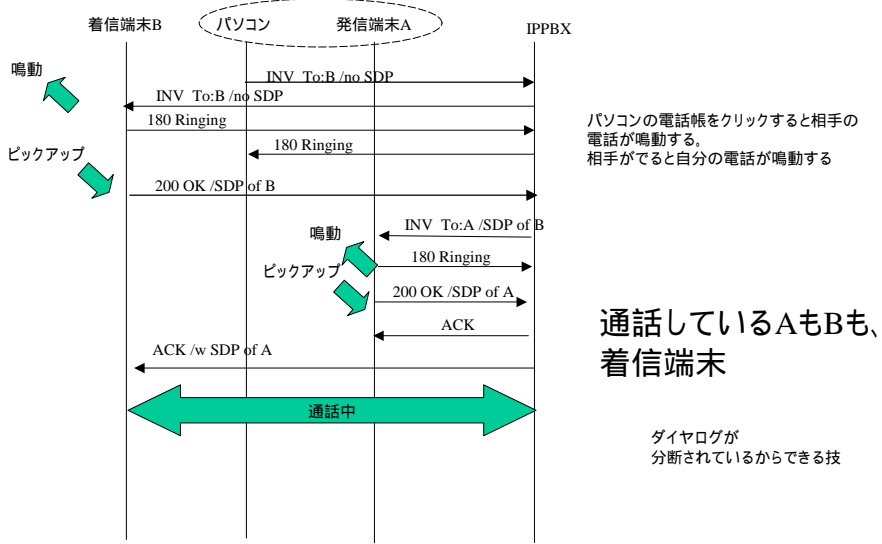 着信端末B
パソコン
発信端末A
IPPBX
鳴動
INV To:B /no SDP
INV To:B /no SDP
180 Ringing
180 Ringing
ピックアップ
200 OK /SDP of B
INV To:A /SDP of B
鳴動
180 Ringing
ピックアップ
200 OK /SDP of A
ACK
ACK /w SDP of A
通話中
パソコンの電話帳をクリックすると相手の
電話が鳴動する。
相手がでると自分の電話が鳴動する
通話しているAもBも、
着信端末
ダイヤログが
分断されているからできる技